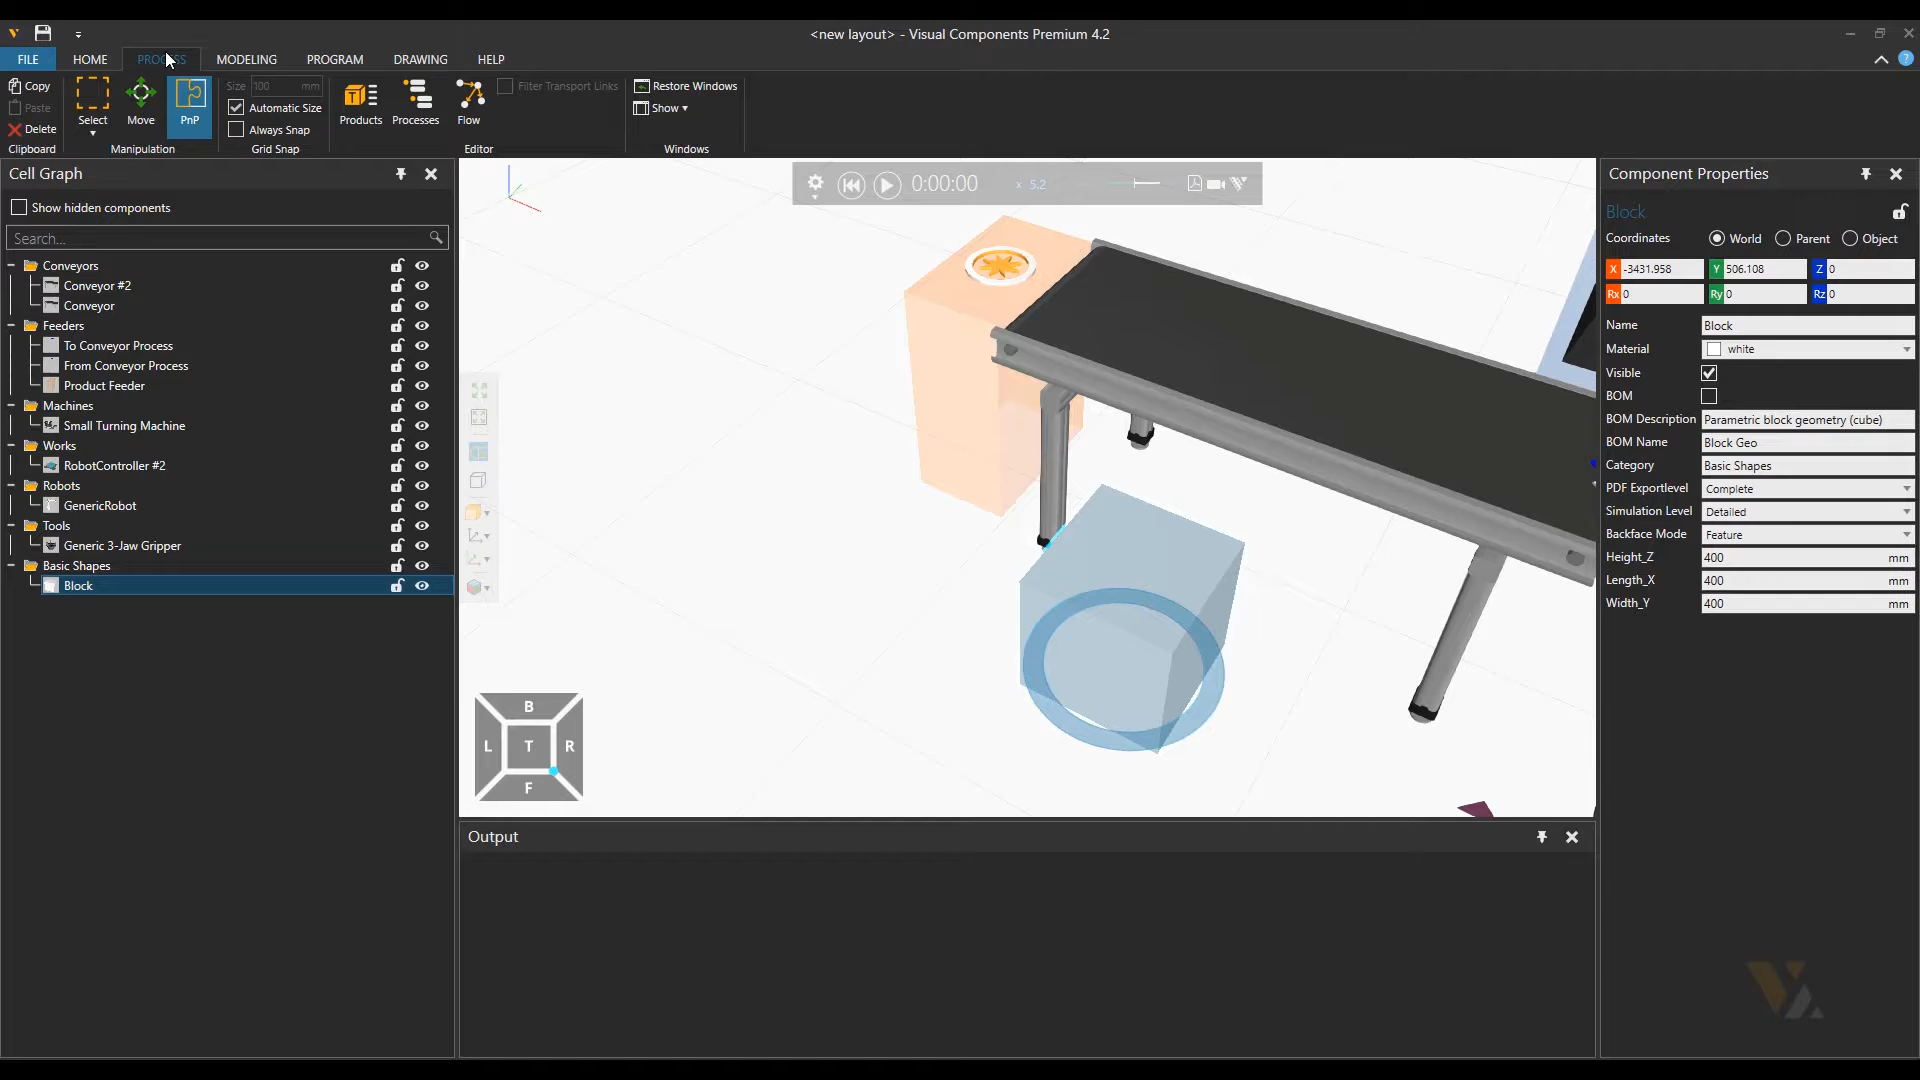 <new layout> - Visual Components Premium 4.2
FILE HOME PROCESS MODELING PROGRAM DRAWING HELP
Copy
Paste
Delete
Clipboard
Select
Move
PnP
Manipulation
Size 100 mm
Automatic Size
Always Snap
Grid Snap
Products
Processes
Flow
Filter Transport Links
Editor
Restore Windows
Show
Windows
Cell Graph
Show hidden components
Search...
Conveyors
Conveyor #2
Conveyor
Feeders
To Conveyor Process
From Conveyor Process
Product Feeder
Machines
Small Turning Machine
Works
RobotController #2
Robots
GenericRobot
Tools
Generic 3-Jaw Gripper
Basic Shapes
Block
0:00:00
x 5.2
B
L T R
F
Output
Component Properties
Block
Coordinates World Parent Object
X -3431.958 Y 506.108 Z 0
Rx 0 Ry 0 Rz 0
Name Block
Material white
Visible
BOM
BOM Description Parametric block geometry (cube)
BOM Name Block Geo
Category Basic Shapes
PDF Exportlevel Complete
Simulation Level Detailed
Backface Mode Feature
Height_Z 400 mm
Length_X 400 mm
Width_Y 400 mm